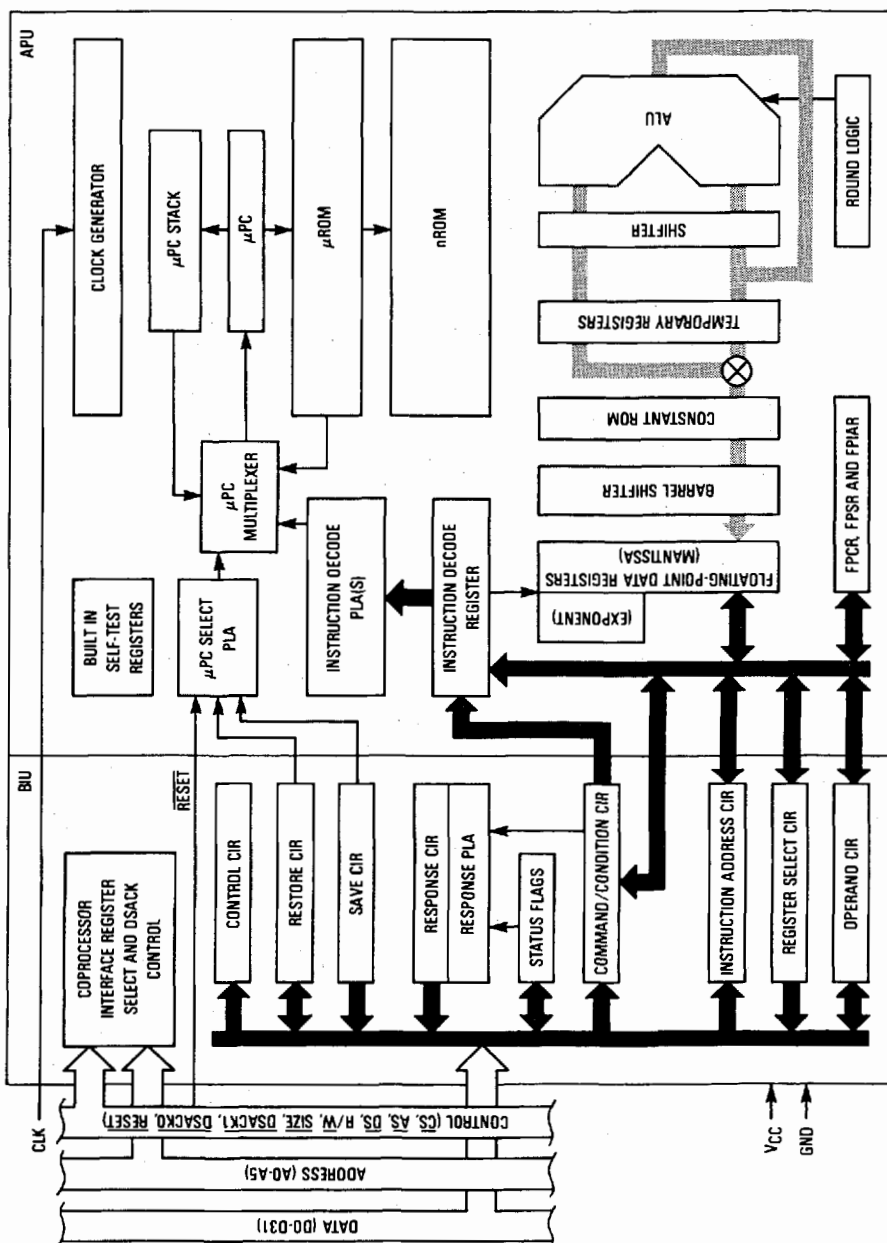 BIU
APU
CLK
CLOCK GENERATOR
COPROCESSOR
INTERFACE REGISTER
SELECT AND DSACK
CONTROL
BUILT IN
SELF-TEST
REGISTERS
µPC STACK
µPC
RESET
µPC SELECT
PLA
µPC
MULTIPLEXER
µROM
CONTROL CIR
RESTORE CIR
SAVE CIR
INSTRUCTION DECODE
PLA(S)
nROM
RESPONSE CIR
RESPONSE PLA
INSTRUCTION DECODE
REGISTER
STATUS FLAGS
COMMAND/CONDITION CIR
(EXPONENT)
FLOATING-POINT DATA REGISTERS
(MANTISSA)
BARREL SHIFTER
CONSTANT ROM
TEMPORARY REGISTERS
SHIFTER
ALU
INSTRUCTION ADDRESS CIR
REGISTER SELECT CIR
OPERAND CIR
FPCR, FPSR AND FPIAR
ROUND LOGIC
DATA (D0-D31)
ADDRESS (A0-A5)
CONTROL (CS, AS, DS, R/W, SIZE, DSACK1, DSACK0, RESET)
VCC
GND